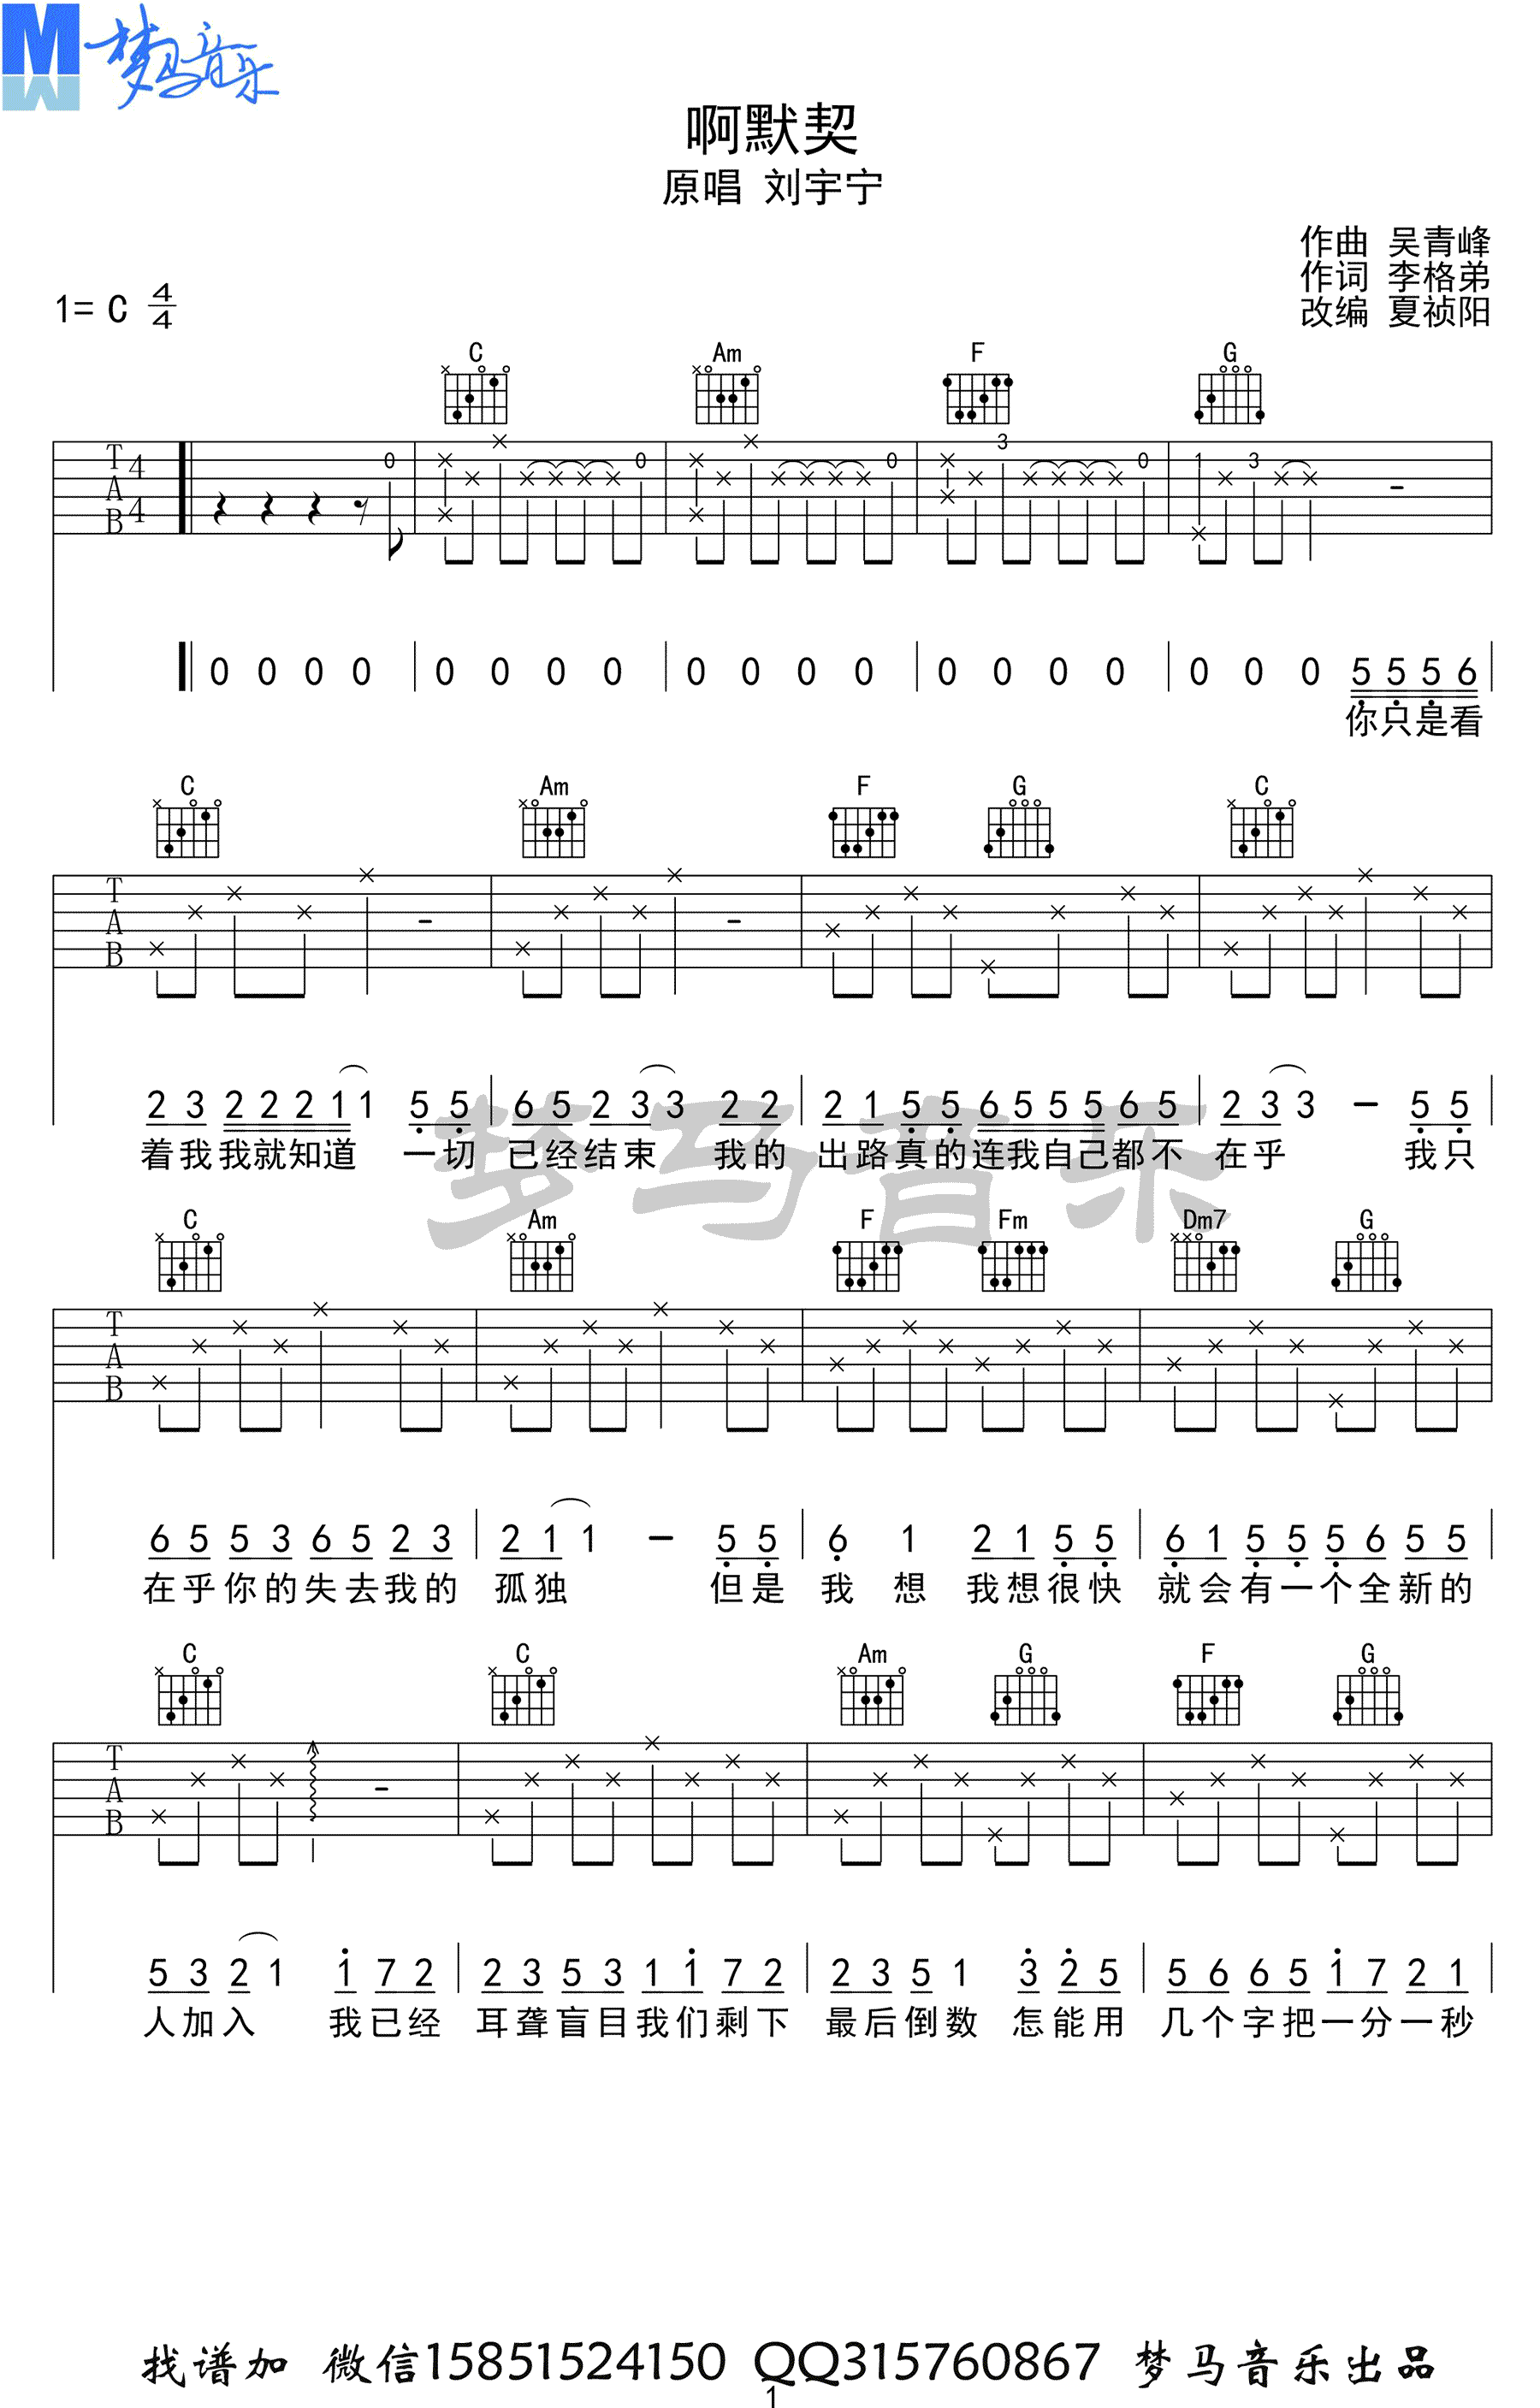 M 梦马音乐
啊默契
原唱 刘宇宁
作曲 吴青峰
作词 李格弟
改编 夏祯阳
1= C 4/4
C Am F G
T A B 4 4 0 0 0 3 0 1 3
0 0 0 0 0 0 0 0 0 0 0 0 0 0 0 0 0 0 0 5 5 5 6
你只是看
C Am F G C
T A B
2 3 2 2 2 1 1 5 5 6 5 2 3 3 2 2 2 1 5 5 6 5 5 5 6 5 2 3 3 – 5 5
着我我就知道 一切 已经结束 我的 出路真的连我自己都不 在乎 我只
梦马音乐
C Am F Fm Dm7 G
T A B
6 5 5 3 6 5 2 3 2 1 1 – 5 5 6 1 2 1 5 5 6 1 5 5 5 6 5 5
在乎你的失去我的 孤独 但是 我 想 我想很快 就会有一个全新的
C C Am G F G
T A B
5 3 2 1 1 7 2 2 3 5 3 1 1 7 2 2 3 5 1 3 2 5 5 6 6 5 1 7 2 1
人加入 我已经 耳聋盲目我们剩下 最后倒数 怎能用 几个字把一分一秒
找谱加 微信15851524150 QQ315760867 梦马音乐出品
1